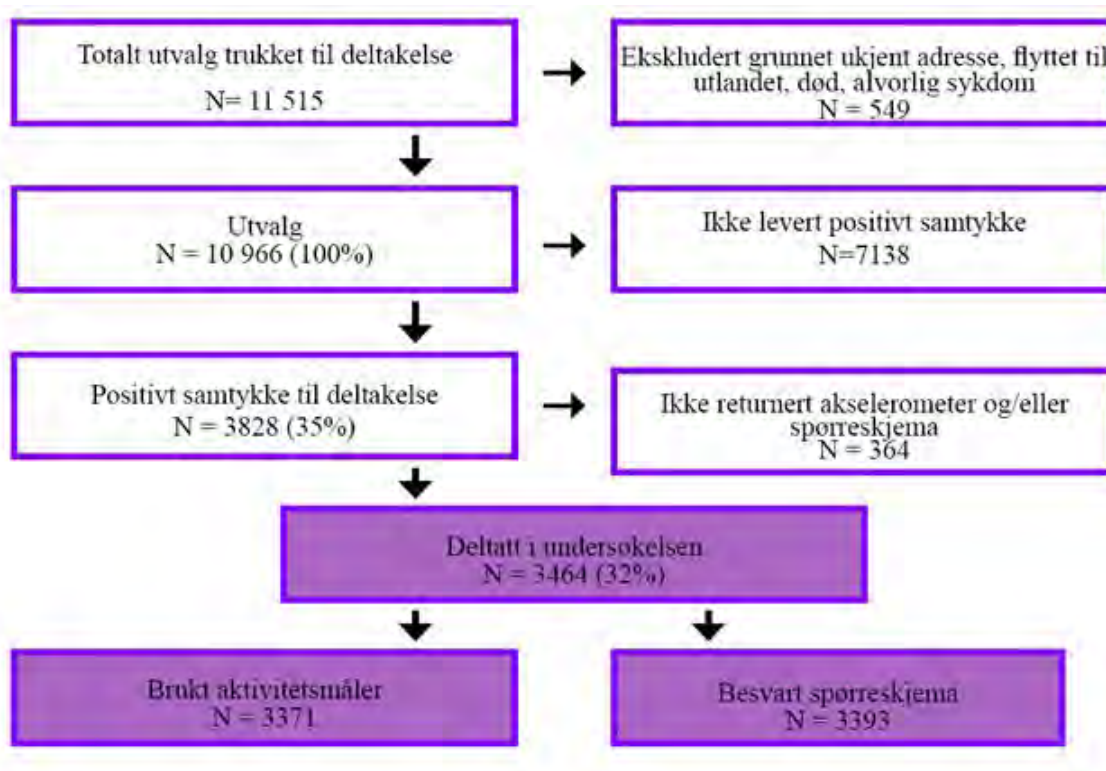 Totalt utvalg trukket til deltakelse
N= 11 515
Ekskludert grunnet ukjent adresse, flyttet til
utlandet, død, alvorlig sykdom
N = 549
Utvalg
N = 10 966 (100%)
Ikke levert positivt samtykke
N=7138
Positivt samtykke til deltakelse
N = 3828 (35%)
Ikke returnert akselerometer og/eller
spørreskjema
N = 364
Deltatt i undersøkelsen
N = 3464 (32%)
Brukt aktivitetsmåler
N = 3371
Besvart spørreskjema
N = 3393